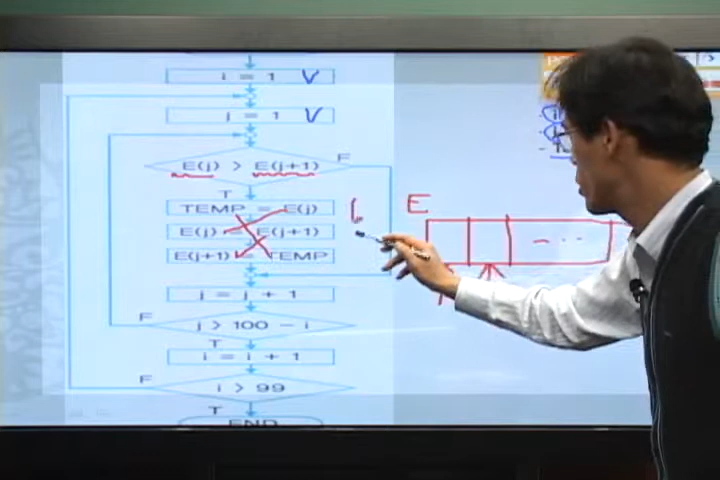 i = 1
j = 1
E(j) > E(j+1)
F
T
TEMP = E(j)
E(j) = E(j+1)
E(j+1) = TEMP
E
j = j + 1
F
j > 100 - i
T
i = i + 1
F
i > 99
T
END